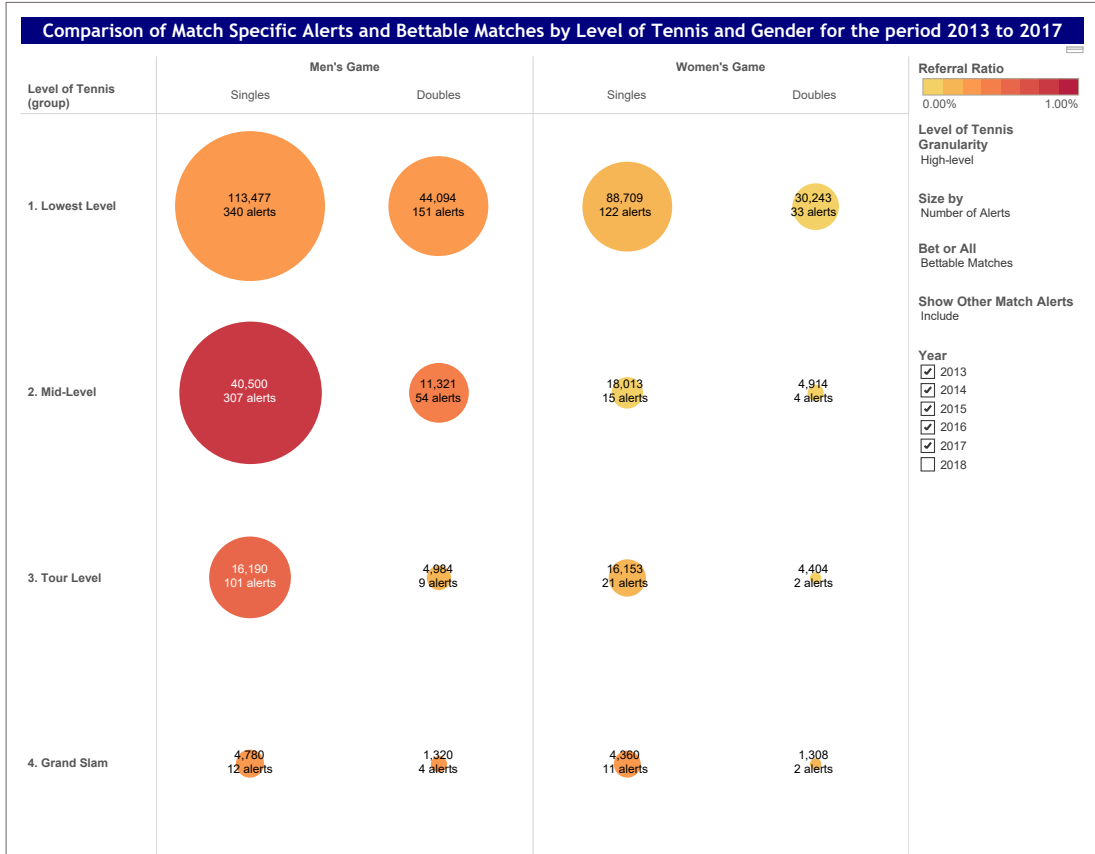 Comparison of Match Specific Alerts and Bettable Matches by Level of Tennis and Gender for the period 2013 to 2017
Men's Game
Women's Game
Level of Tennis
(group)
Singles
Doubles
Singles
Doubles
1. Lowest Level
113,477
340 alerts
44,094
151 alerts
88,709
122 alerts
30,243
33 alerts
2. Mid-Level
40,500
307 alerts
11,321
54 alerts
18,013
15 alerts
4,914
4 alerts
3. Tour Level
16,190
101 alerts
4,984
9 alerts
16,153
21 alerts
4,404
2 alerts
4. Grand Slam
4,780
12 alerts
1,320
4 alerts
4,360
11 alerts
1,308
2 alerts
Referral Ratio
0.00%
1.00%
Level of Tennis
Granularity
High-level
Size by
Number of Alerts
Bet or All
Bettable Matches
Show Other Match Alerts
Include
Year
2013
2014
2015
2016
2017
2018